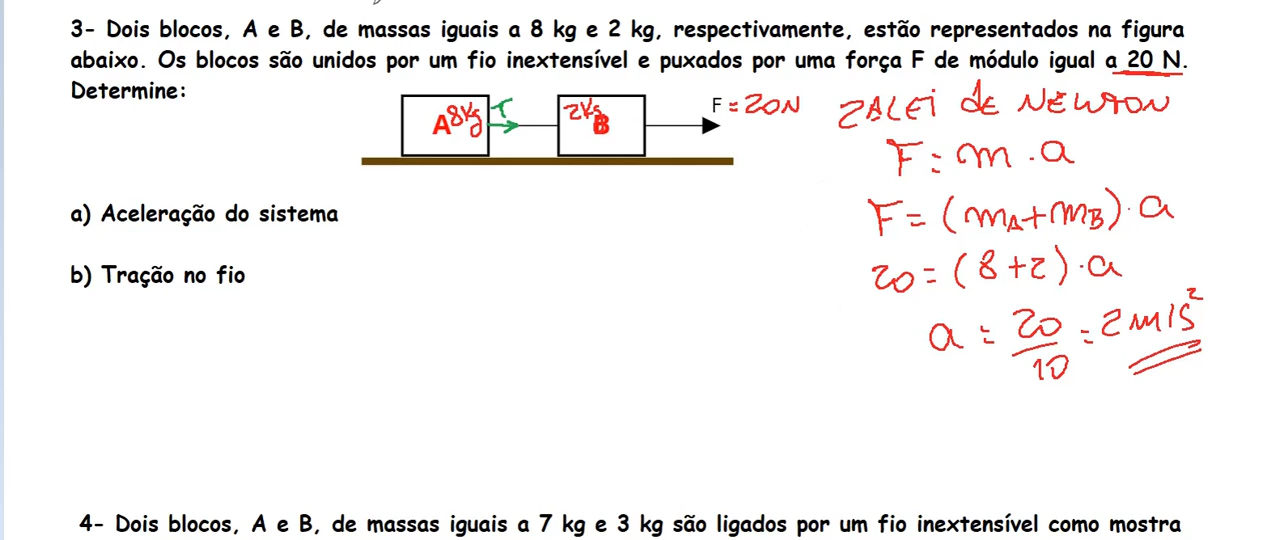 3- Dois blocos, A e B, de massas iguais a 8 kg e 2 kg, respectivamente, estão representados na figura
abaixo. Os blocos são unidos por um fio inextensível e puxados por uma força F de módulo igual a 20 N.
Determine:
A 8kg T
2kg B
F = 20N
2ª LEI DE NEWTON
F = m . a
F = (mA + mB) . a
20 = (8 + 2) . a
a = 20/10 = 2 m/s²
a) Aceleração do sistema
b) Tração no fio
4- Dois blocos, A e B, de massas iguais a 7 kg e 3 kg são ligados por um fio inextensível como mostra